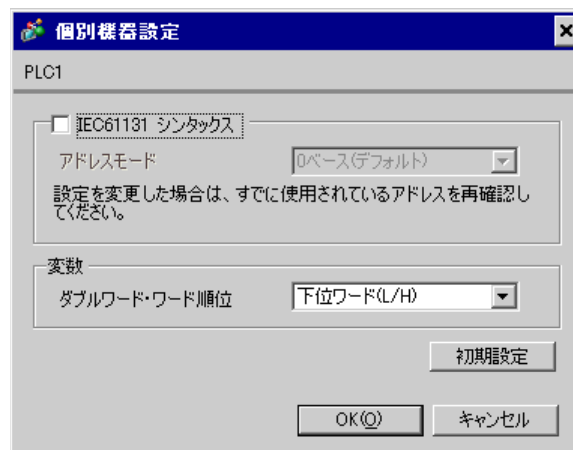 個別機器設定
PLC1
IEC61131 シンタックス
アドレスモード 0ベース(デフォルト)
設定を変更した場合は、すでに使用されているアドレスを再確認し
てください。
変数
ダブルワード・ワード順位 下位ワード(L/H)
初期設定
OK(O) キャンセル